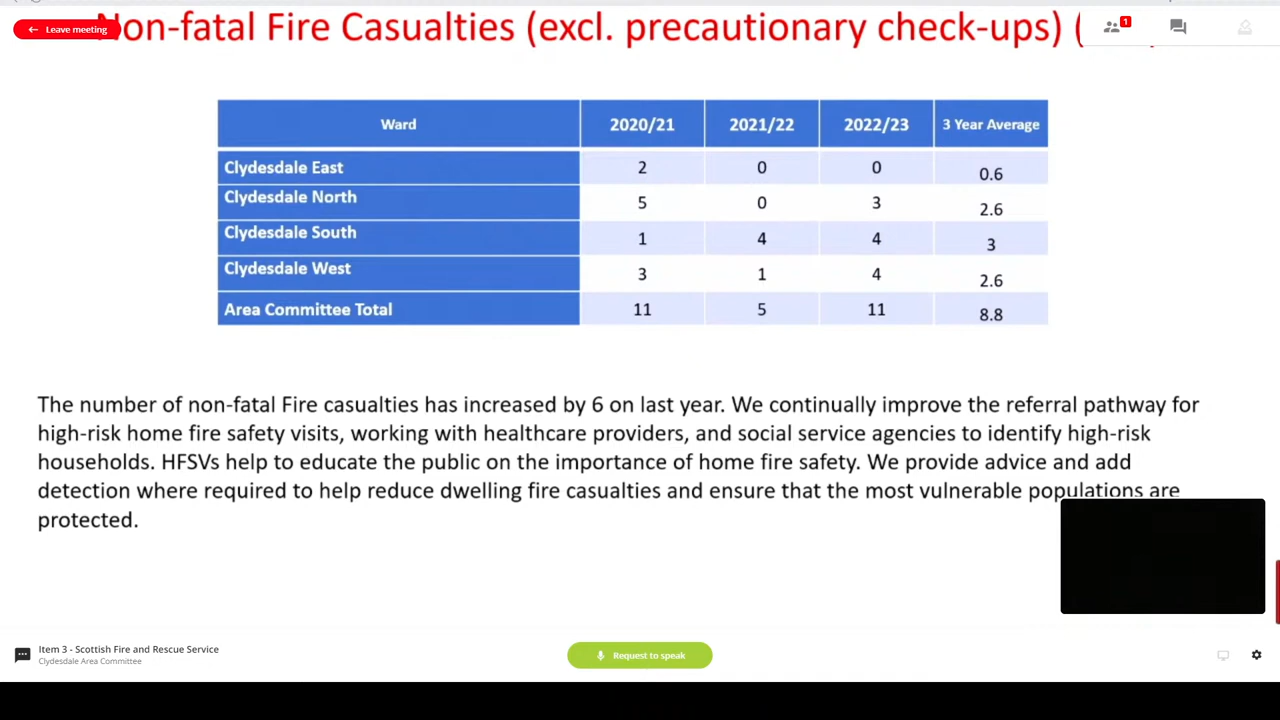 Non-fatal Fire Casualties (excl. precautionary check-ups) (
Leave meeting
1
Ward 2020/21 2021/22 2022/23 3 Year Average
Clydesdale East 2 0 0 0.6
Clydesdale North 5 0 3 2.6
Clydesdale South 1 4 4 3
Clydesdale West 3 1 4 2.6
Area Committee Total 11 5 11 8.8
The number of non-fatal Fire casualties has increased by 6 on last year. We continually improve the referral pathway for
high-risk home fire safety visits, working with healthcare providers, and social service agencies to identify high-risk
households. HFSVs help to educate the public on the importance of home fire safety. We provide advice and add
detection where required to help reduce dwelling fire casualties and ensure that the most vulnerable populations are
protected.
Item 3 - Scottish Fire and Rescue Service
Clydesdale Area Committee
Request to speak